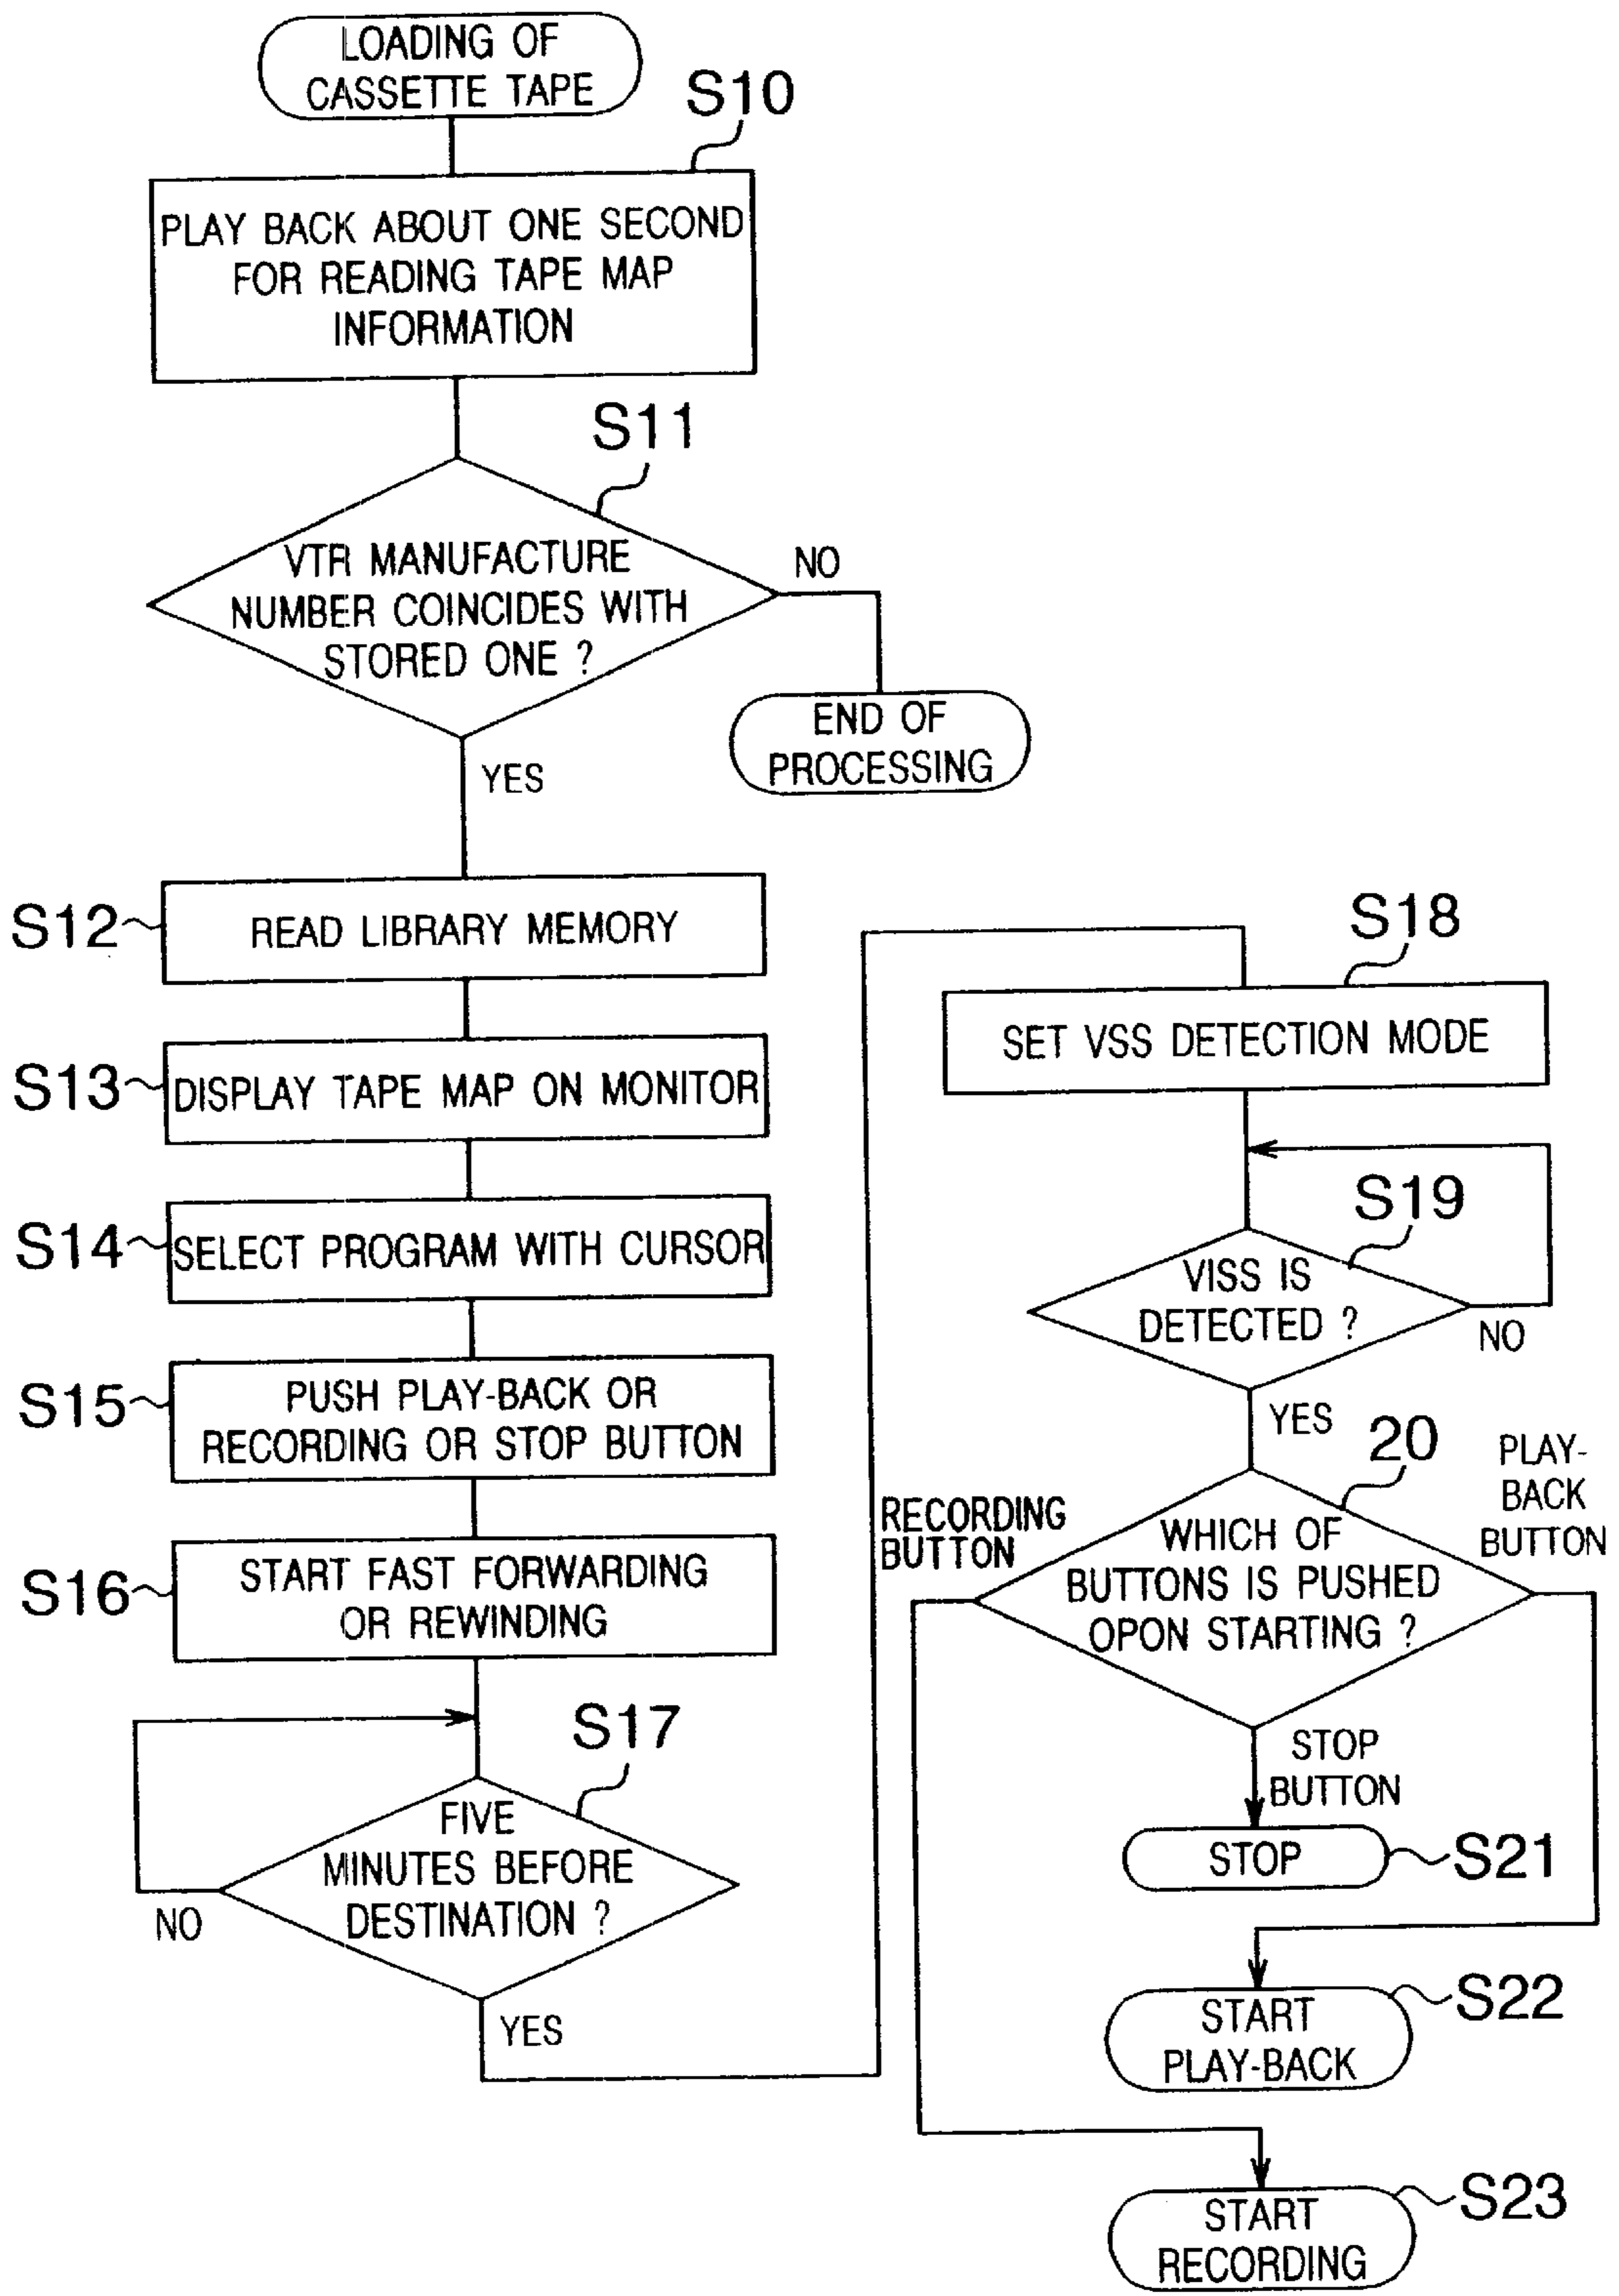 LOADING OF
CASSETTE TAPE
S10
PLAY BACK ABOUT ONE SECOND
FOR READING TAPE MAP
INFORMATION
S11
VTR MANUFACTURE
NUMBER COINCIDES WITH
STORED ONE ?
NO
END OF
PROCESSING
YES
S12
READ LIBRARY MEMORY
S13
DISPLAY TAPE MAP ON MONITOR
S14
SELECT PROGRAM WITH CURSOR
S15
PUSH PLAY-BACK OR
RECORDING OR STOP BUTTON
S16
START FAST FORWARDING
OR REWINDING
S17
FIVE
MINUTES BEFORE
DESTINATION ?
NO
YES
S18
SET VSS DETECTION MODE
S19
VISS IS
DETECTED ?
NO
YES
20
WHICH OF
BUTTONS IS PUSHED
OPON STARTING ?
RECORDING
BUTTON
PLAY-
BACK
BUTTON
STOP
BUTTON
STOP
S21
START
PLAY-BACK
S22
START
RECORDING
S23